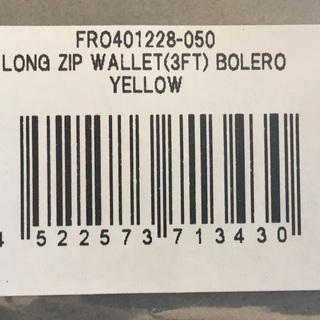 FRO401228-050
LONG ZIP WALLET(3FT) BOLERO
YELLOW
4 522573 713430